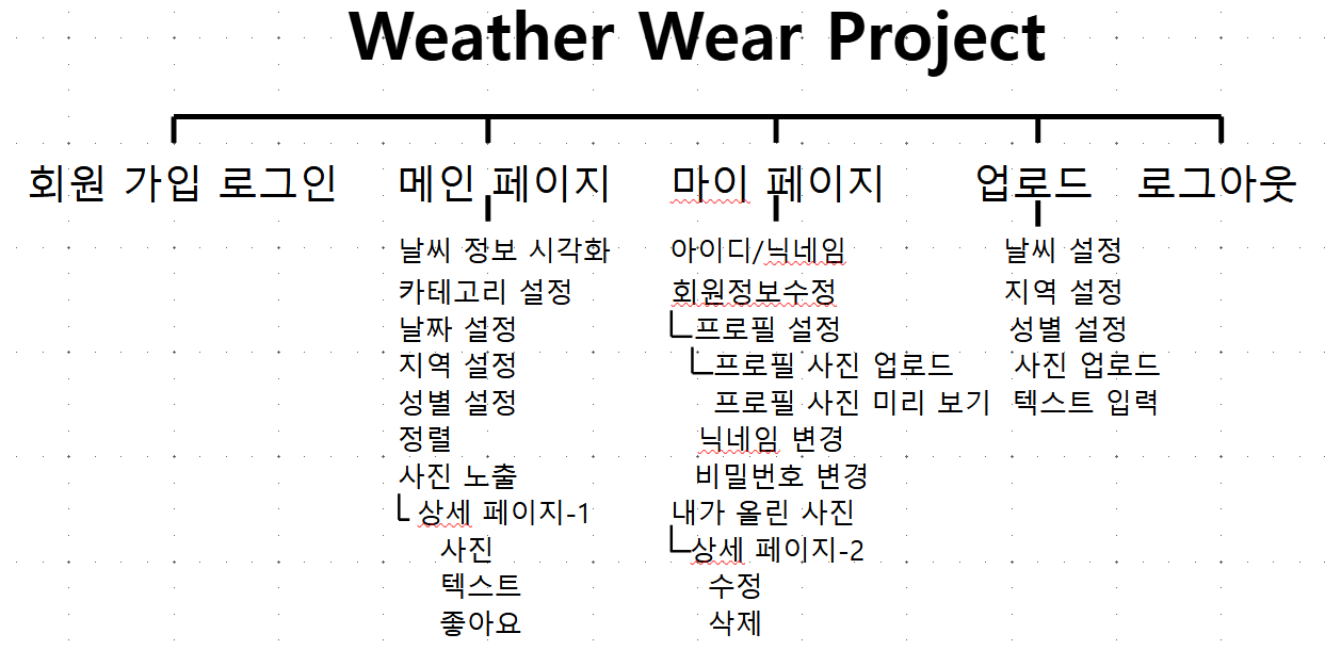 Weather Wear Project
회원 가입 로그인
메인 페이지
날씨 정보 시각화
카테고리 설정
날짜 설정
지역 설정
성별 설정
정렬
사진 노출
상세 페이지-1
사진
텍스트
좋아요
마이 페이지
아이디/닉네임
회원정보수정
프로필 설정
프로필 사진 업로드
프로필 사진 미리 보기
닉네임 변경
비밀번호 변경
내가 올린 사진
상세 페이지-2
수정
삭제
업로드
날씨 설정
지역 설정
성별 설정
사진 업로드
텍스트 입력
로그아웃